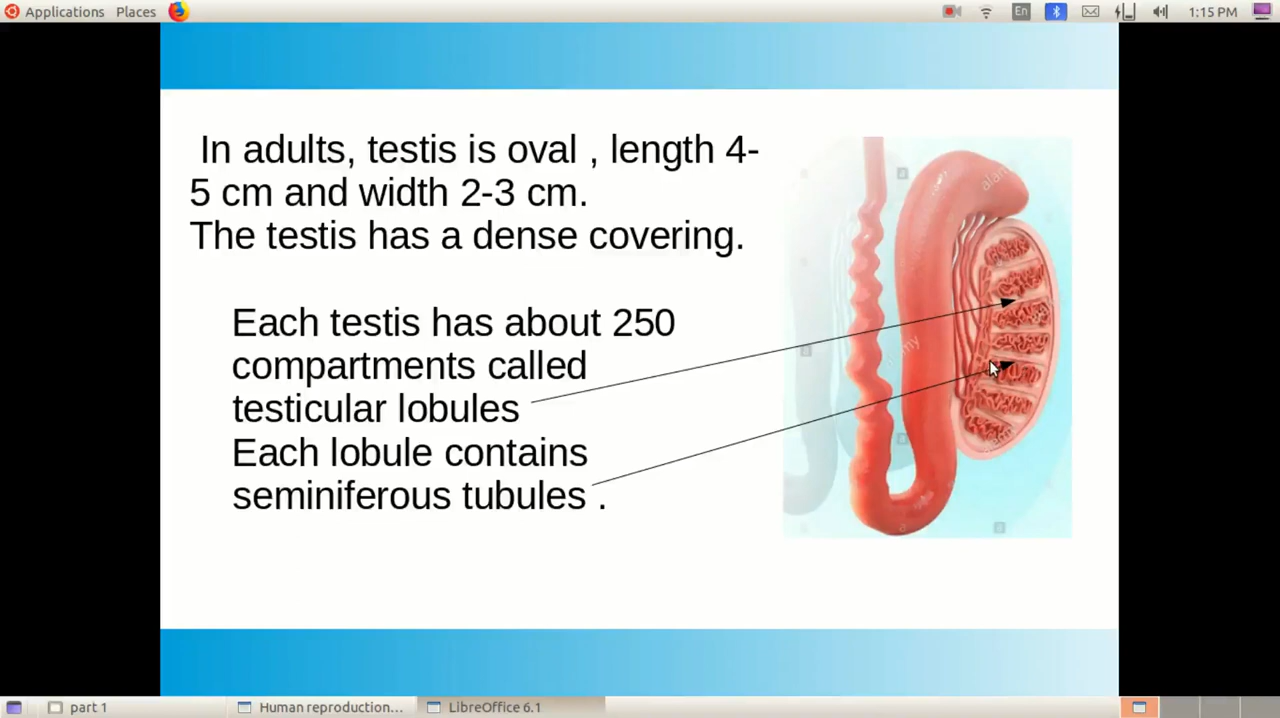 Applications Places En 1:15 PM
In adults, testis is oval , length 4-
5 cm and width 2-3 cm.
The testis has a dense covering.
Each testis has about 250
compartments called
testicular lobules
Each lobule contains
seminiferous tubules .
alamy
a
part 1 Human reproduction... LibreOffice 6.1